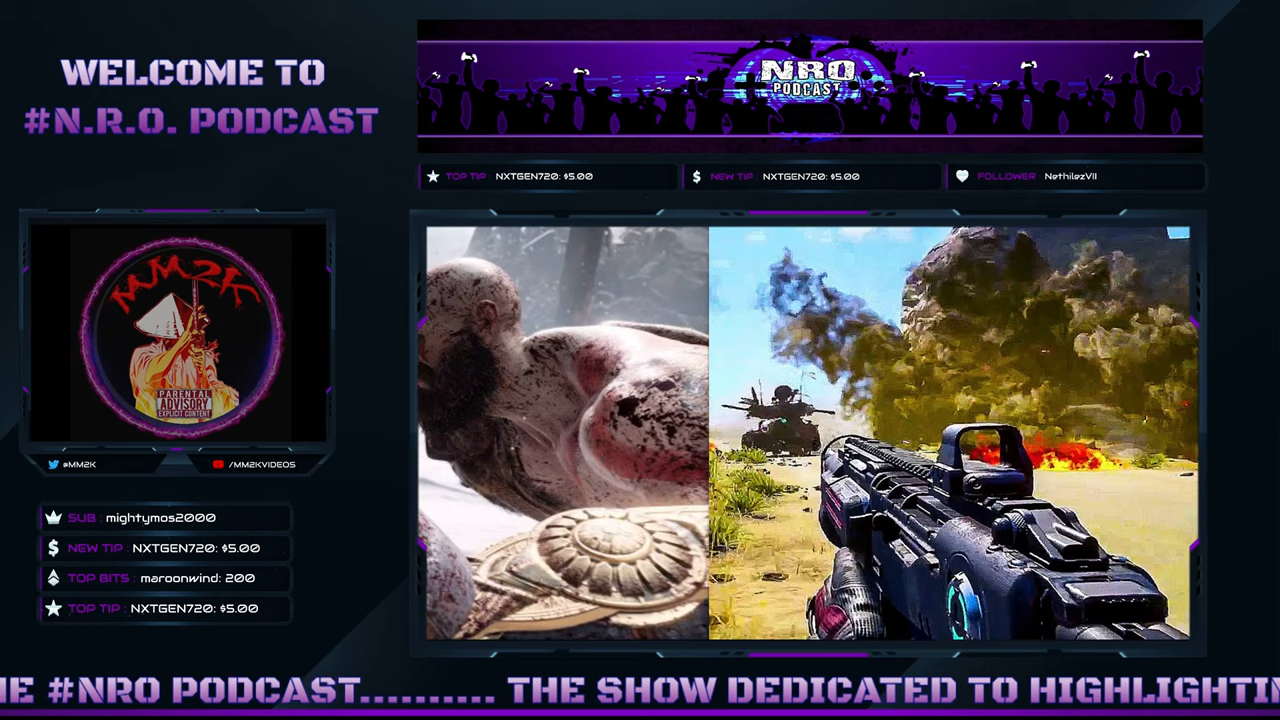 WELCOME TO
#N.R.O. PODCAST
NRO
PODCAST
TOP TIP : NXTGEN720: $5.00
NEW TIP : NXTGEN720: $5.00
FOLLOWER : NethilezVII
MM2K
PARENTAL
ADVISORY
EXPLICIT CONTENT
@MM2K
/MM2KVIDEOS
SUB : mightymos2000
NEW TIP : NXTGEN720: $5.00
TOP BITS : maroonwind: 200
TOP TIP : NXTGEN720: $5.00
#NRO PODCAST.......... THE SHOW DEDICATED TO HIGHLIGHTIN